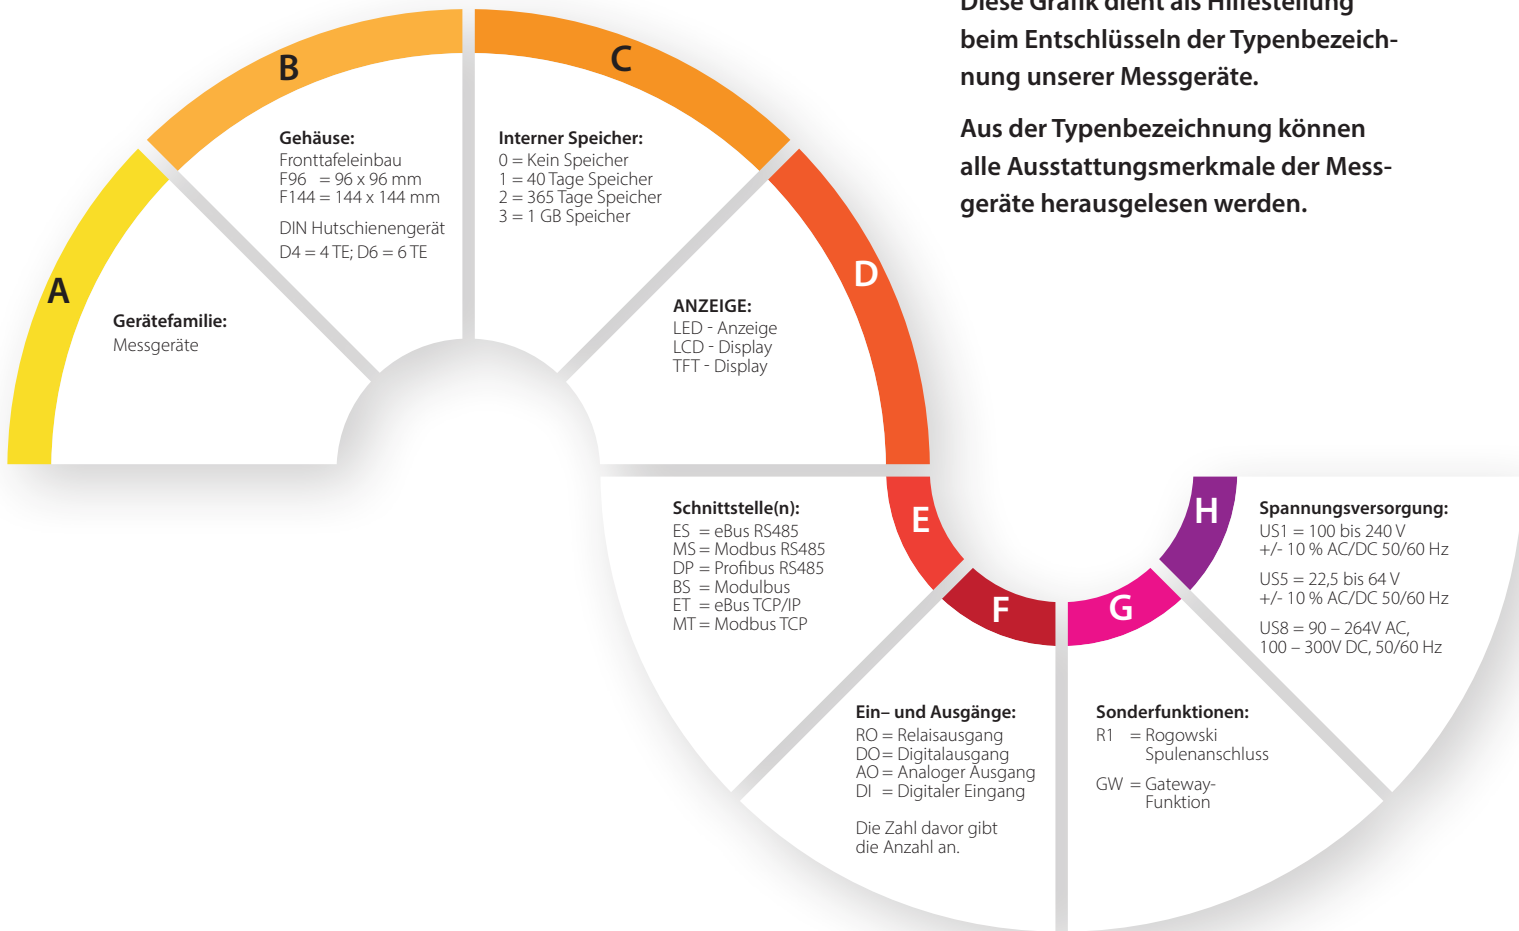 Diese Grafik dient als Hilfestellung
beim Entschlüsseln der Typenbezeich-
nung unserer Messgeräte.
Aus der Typenbezeichnung können
alle Ausstattungsmerkmale der Mess-
geräte herausgelesen werden.
A
Gerätefamilie:
Messgeräte
B
Gehäuse:
Fronttafeleinbau
F96 = 96 x 96 mm
F144 = 144 x 144 mm
DIN Hutschienengerät
D4 = 4 TE; D6 = 6 TE
C
Interner Speicher:
0 = Kein Speicher
1 = 40 Tage Speicher
2 = 365 Tage Speicher
3 = 1 GB Speicher
D
ANZEIGE:
LED - Anzeige
LCD - Display
TFT - Display
E
Schnittstelle(n):
ES = eBus RS485
MS = Modbus RS485
DP = Profibus RS485
BS = Modulbus
ET = eBus TCP/IP
MT = Modbus TCP
F
Ein– und Ausgänge:
RO = Relaisausgang
DO = Digitalausgang
AO = Analoger Ausgang
DI = Digitaler Eingang
Die Zahl davor gibt
die Anzahl an.
G
Sonderfunktionen:
R1 = Rogowski
Spulenanschluss
GW = Gateway-
Funktion
H
Spannungsversorgung:
US1 = 100 bis 240 V
+/- 10 % AC/DC 50/60 Hz
US5 = 22,5 bis 64 V
+/- 10 % AC/DC 50/60 Hz
US8 = 90 – 264V AC,
100 – 300V DC, 50/60 Hz